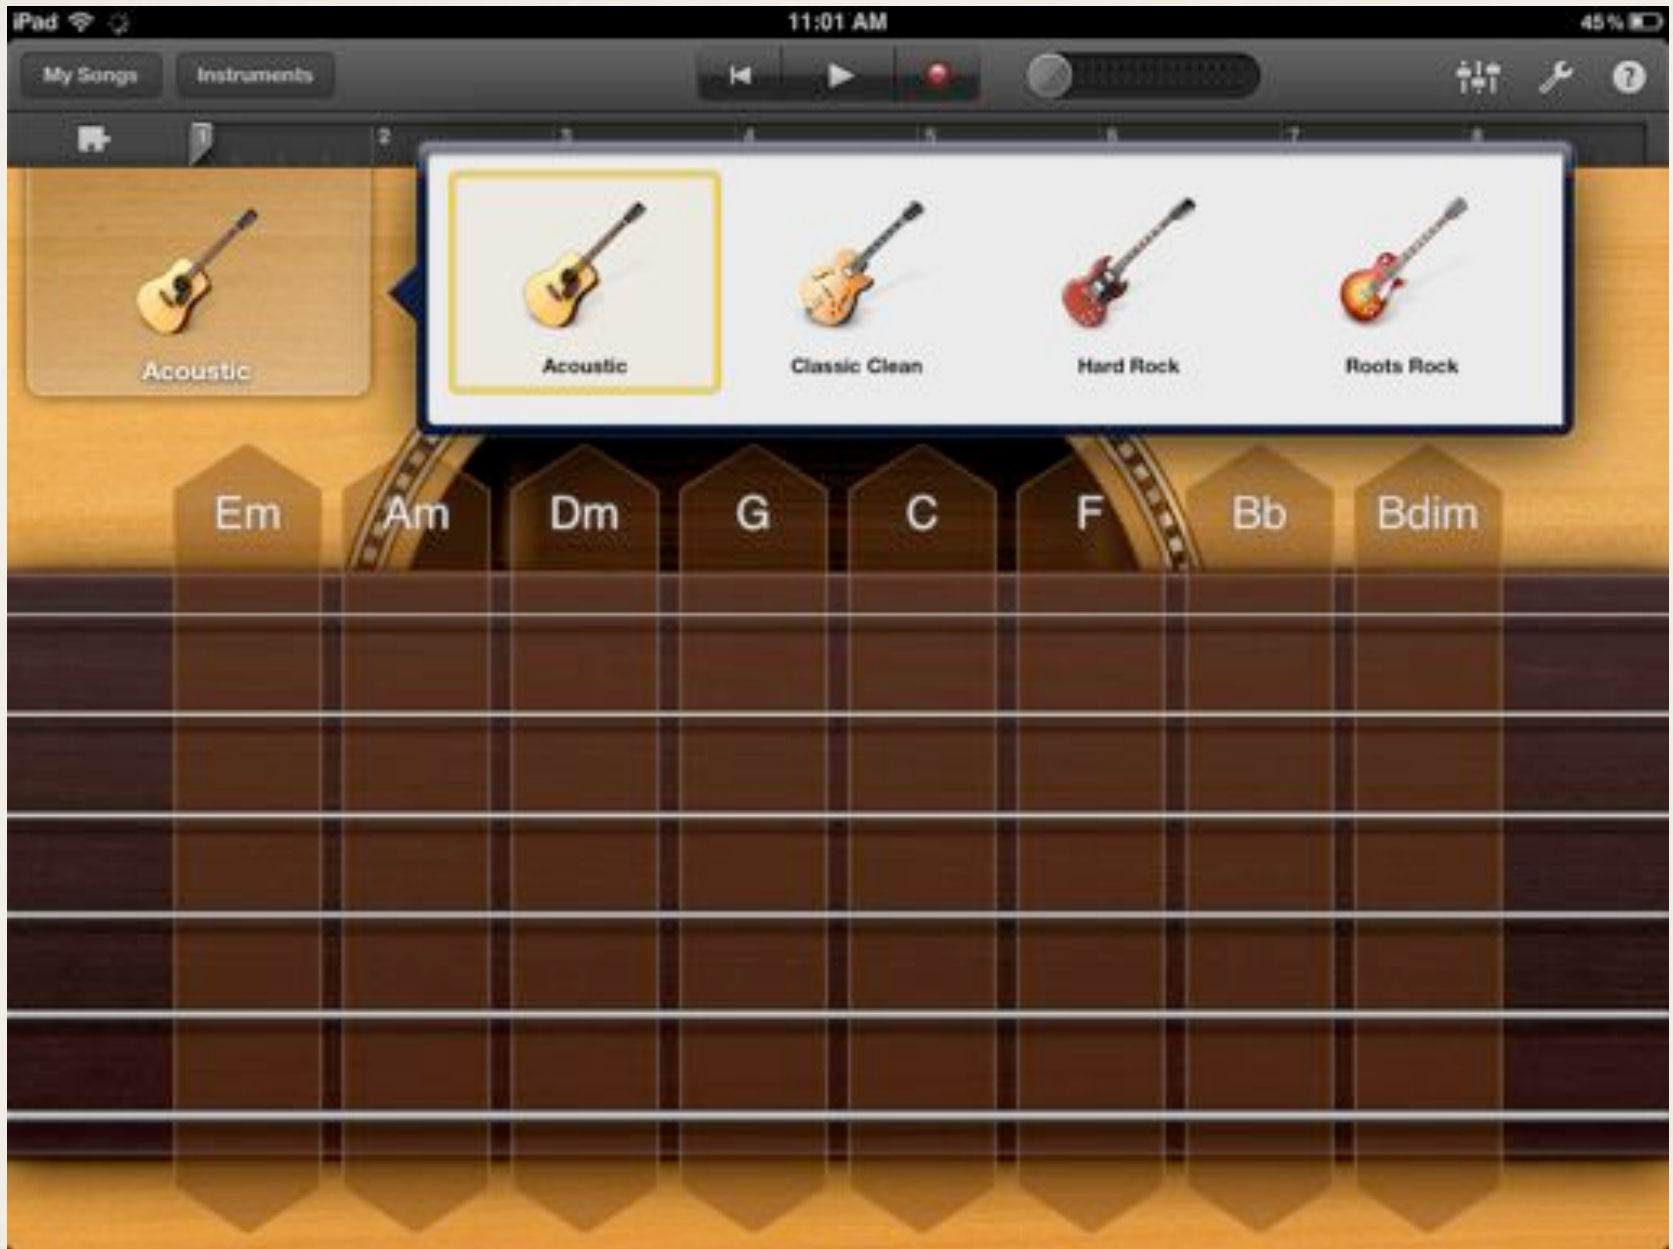 iPad 11:01 AM 45%
My Songs Instruments ?
1 2 3 4 5 6 7 8
Acoustic
Acoustic Classic Clean Hard Rock Roots Rock
Em Am Dm G C F Bb Bdim